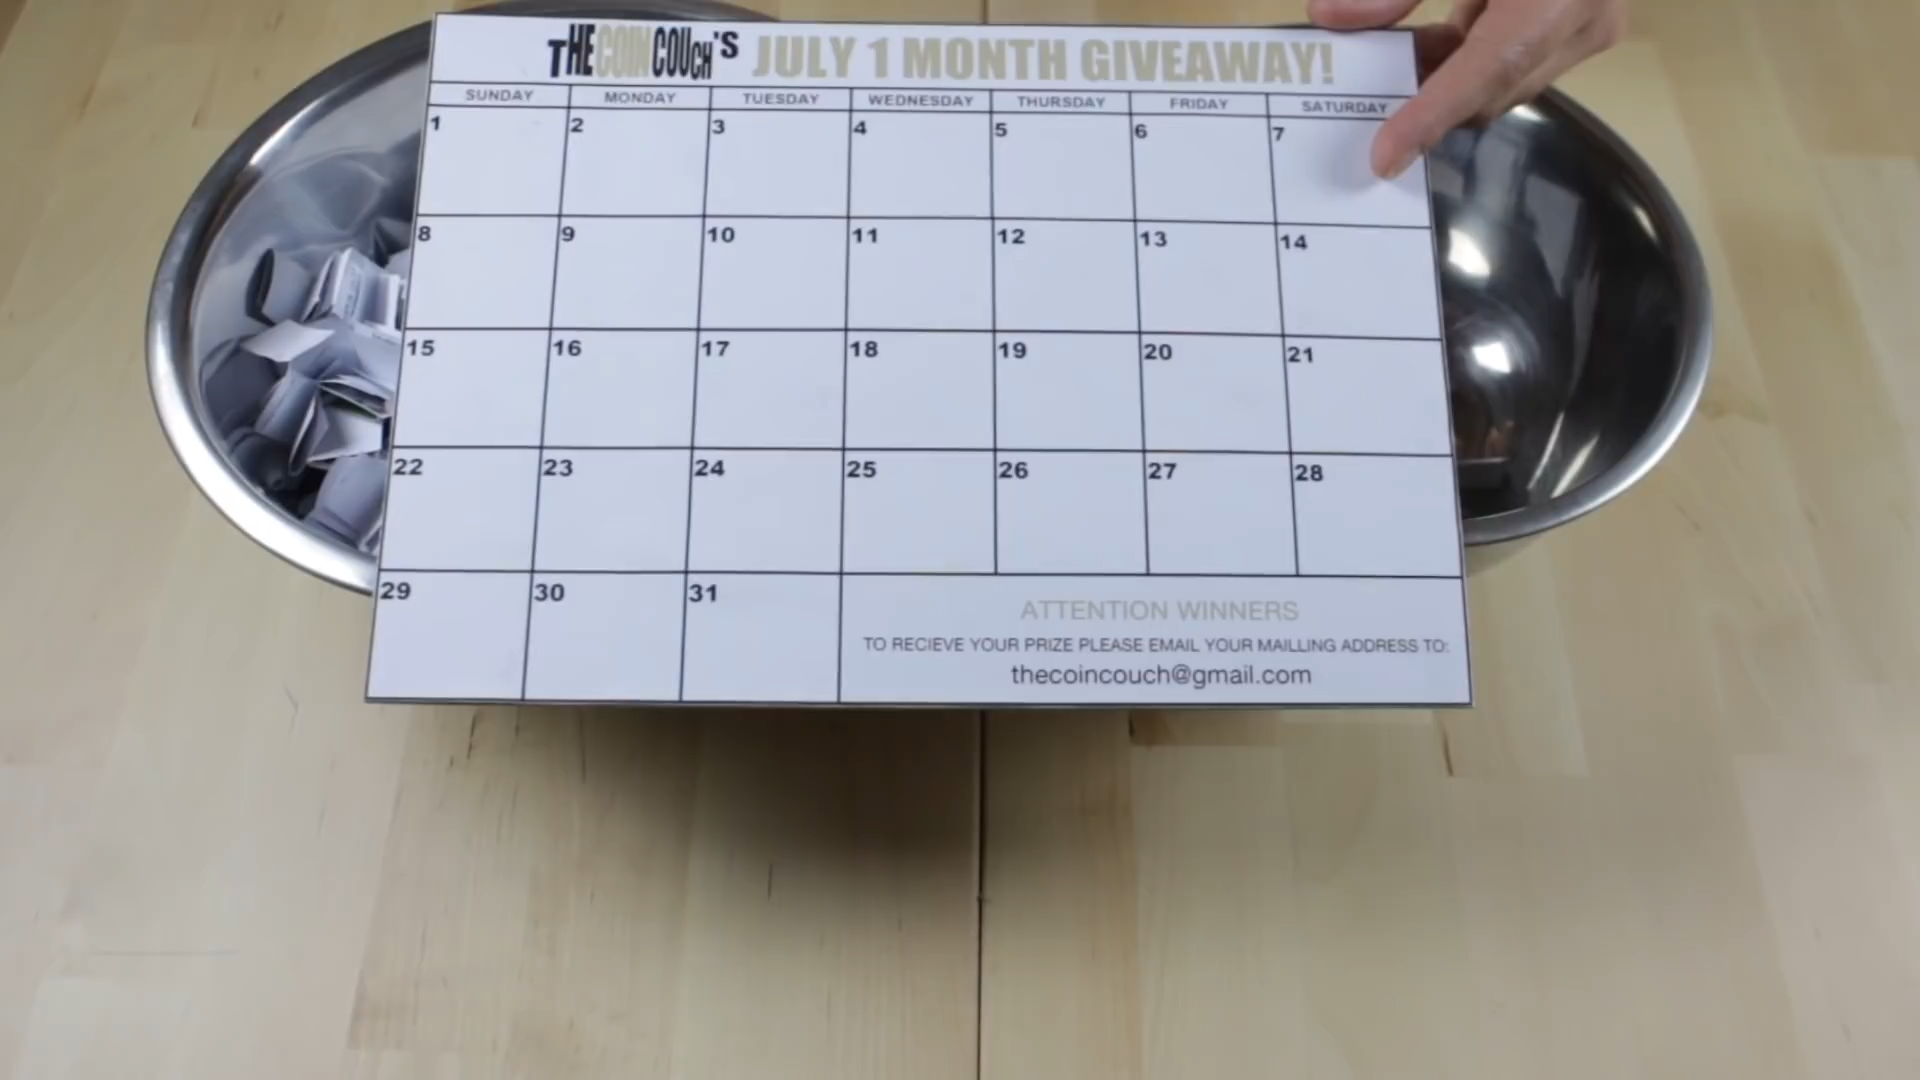 THECOINCOUCH'S JULY 1 MONTH GIVEAWAY!
SUNDAY MONDAY TUESDAY WEDNESDAY THURSDAY FRIDAY SATURDAY
1 2 3 4 5 6 7
8 9 10 11 12 13 14
15 16 17 18 19 20 21
22 23 24 25 26 27 28
29 30 31
ATTENTION WINNERS
TO RECIEVE YOUR PRIZE PLEASE EMAIL YOUR MAILLING ADDRESS TO:
thecoincouch@gmail.com